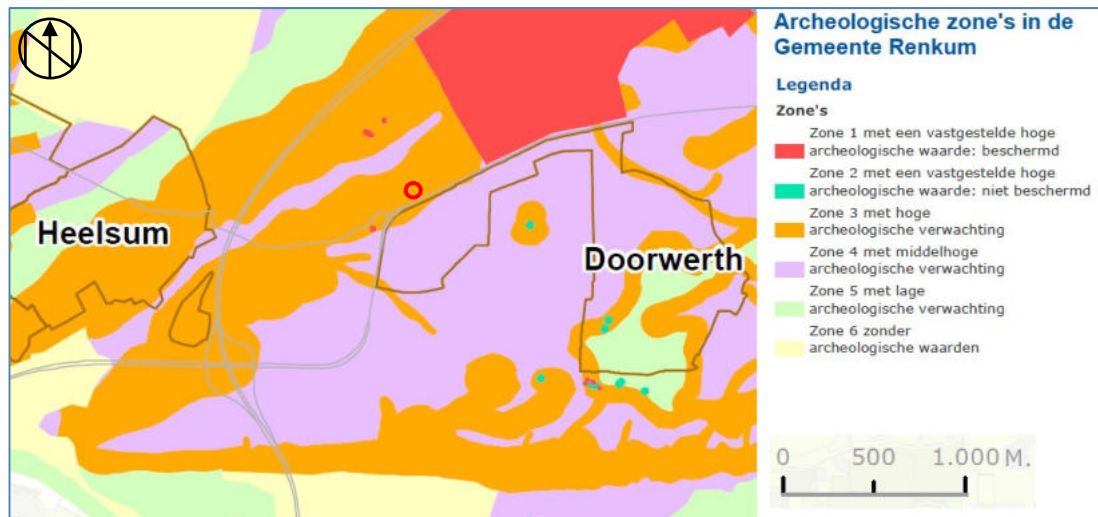 Archeologische zone's in de
Gemeente Renkum
Legenda
Zone's
Zone 1 met een vastgestelde hoge
archeologische waarde: beschermd
Zone 2 met een vastgestelde hoge
archeologische waarde: niet beschermd
Zone 3 met hoge
archeologische verwachting
Zone 4 met middelhoge
archeologische verwachting
Zone 5 met lage
archeologische verwachting
Zone 6 zonder
archeologische waarden
Heelsum
Doorwerth
0 500 1.000 M.